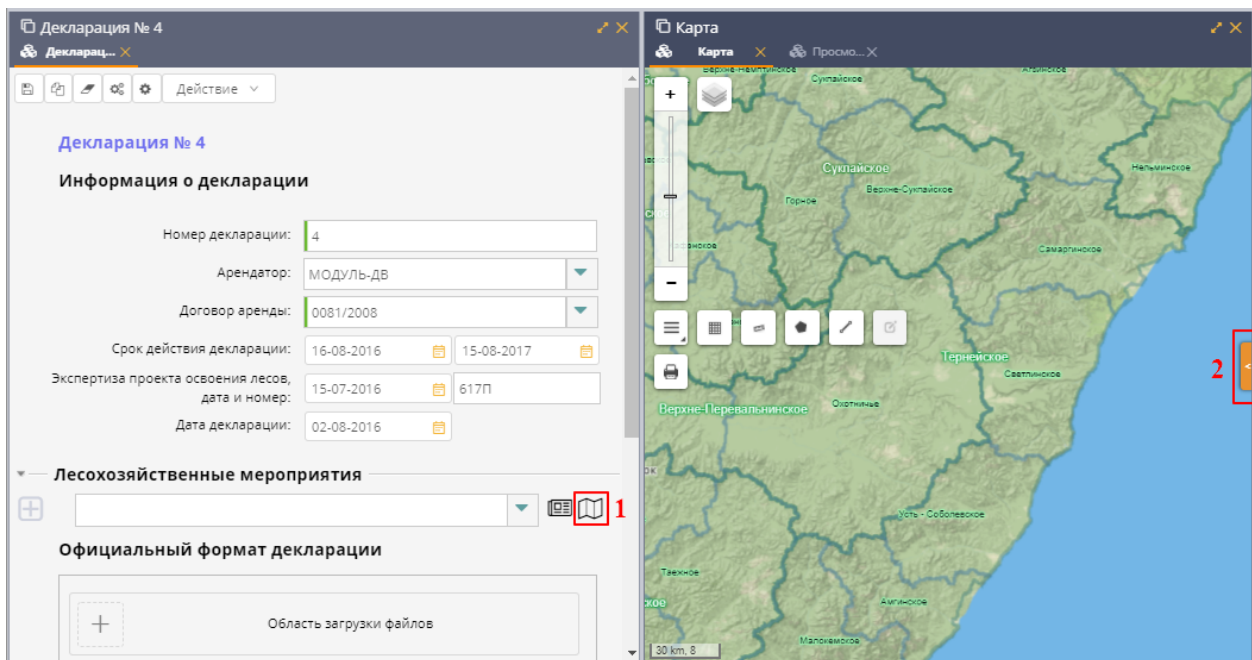 Декларация № 4
Декларац...
Действие
Декларация № 4
Информация о декларации
Номер декларации: 4
Арендатор: МОДУЛЬ-ДВ
Договор аренды: 0081/2008
Срок действия декларации: 16-08-2016 15-08-2017
Экспертиза проекта освоения лесов,
дата и номер: 15-07-2016 617П
Дата декларации: 02-08-2016
Лесохозяйственные мероприятия
1
Официальный формат декларации
+
Область загрузки файлов
Карта
Карта Просмо...
Суклайское
+
Суклайское
Нельминское
Верхне-Суклайское
Горное
Самаргинское
−
Тернейское
Светлинское
2
<
Охотничье
Верхне-Перевальнинское
Усть - Соболевское
Таежное
Амгинское
Малокемское
30 km, 8